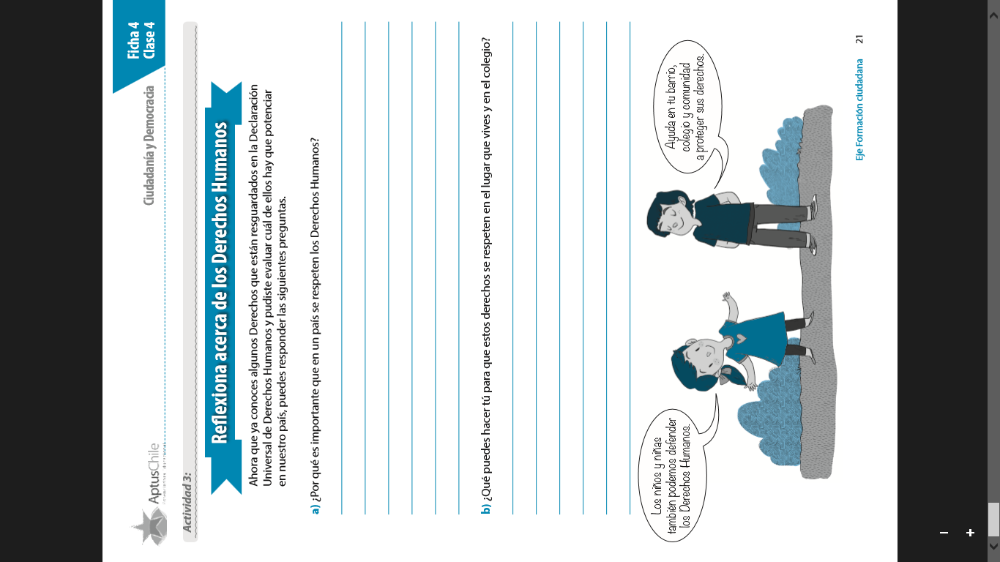 Ficha 4
Clase 4
Ciudadanía y Democracia
AptusChile
Actividad 3:
Reflexiona acerca de los Derechos Humanos
Ahora que ya conoces algunos Derechos que están resguardados en la Declaración
Universal de Derechos Humanos y pudiste evaluar cuál de ellos hay que potenciar
en nuestro país, puedes responder las siguientes preguntas.
a) ¿Por qué es importante que en un país se respeten los Derechos Humanos?
b) ¿Qué puedes hacer tú para que estos derechos se respeten en el lugar que vives y en el colegio?
Los niños y niñas
también podemos defender
los Derechos Humanos.
Ayuda en tu barrio,
colegio y comunidad
a proteger sus derechos.
Eje Formación ciudadana 21